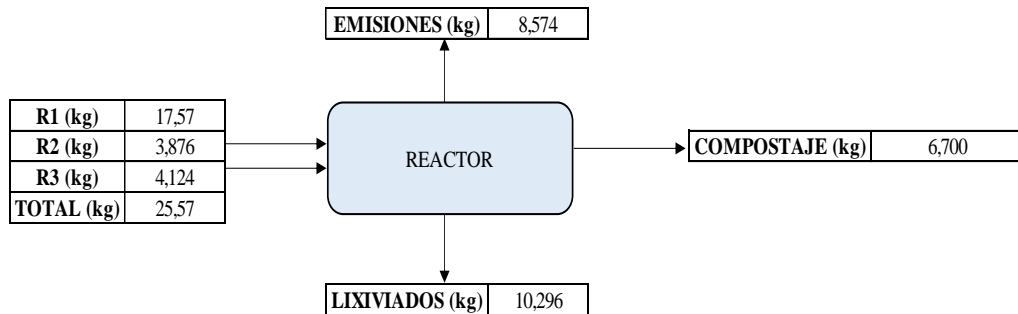 EMISIONES (kg) 8,574
R1 (kg) 17,57
R2 (kg) 3,876
R3 (kg) 4,124
TOTAL (kg) 25,57
REACTOR
COMPOSTAJE (kg) 6,700
LIXIVIADOS (kg) 10,296